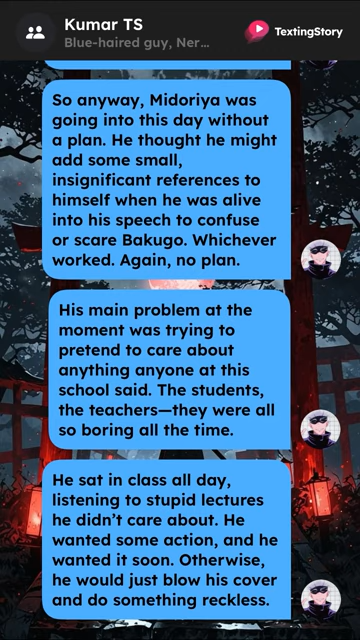 Kumar TS
Blue-haired guy, Ner...
TextingStory
So anyway, Midoriya was
going into this day without
a plan. He thought he might
add some small,
insignificant references to
himself when he was alive
into his speech to confuse
or scare Bakugo. Whichever
worked. Again, no plan.
His main problem at the
moment was trying to
pretend to care about
anything anyone at this
school said. The students,
the teachers—they were all
so boring all the time.
He sat in class all day,
listening to stupid lectures
he didn’t care about. He
wanted some action, and he
wanted it soon. Otherwise,
he would just blow his cover
and do something reckless.